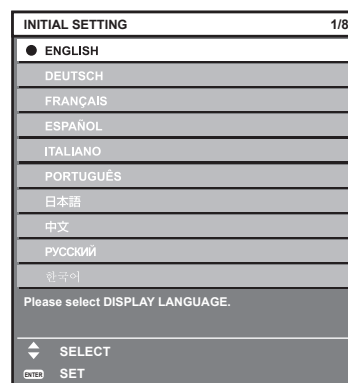 INITIAL SETTING 1/8
ENGLISH
DEUTSCH
FRANÇAIS
ESPAÑOL
ITALIANO
PORTUGUÊS
日本語
中文
РУССКИЙ
한국어
Please select DISPLAY LANGUAGE.
SELECT
ENTER SET